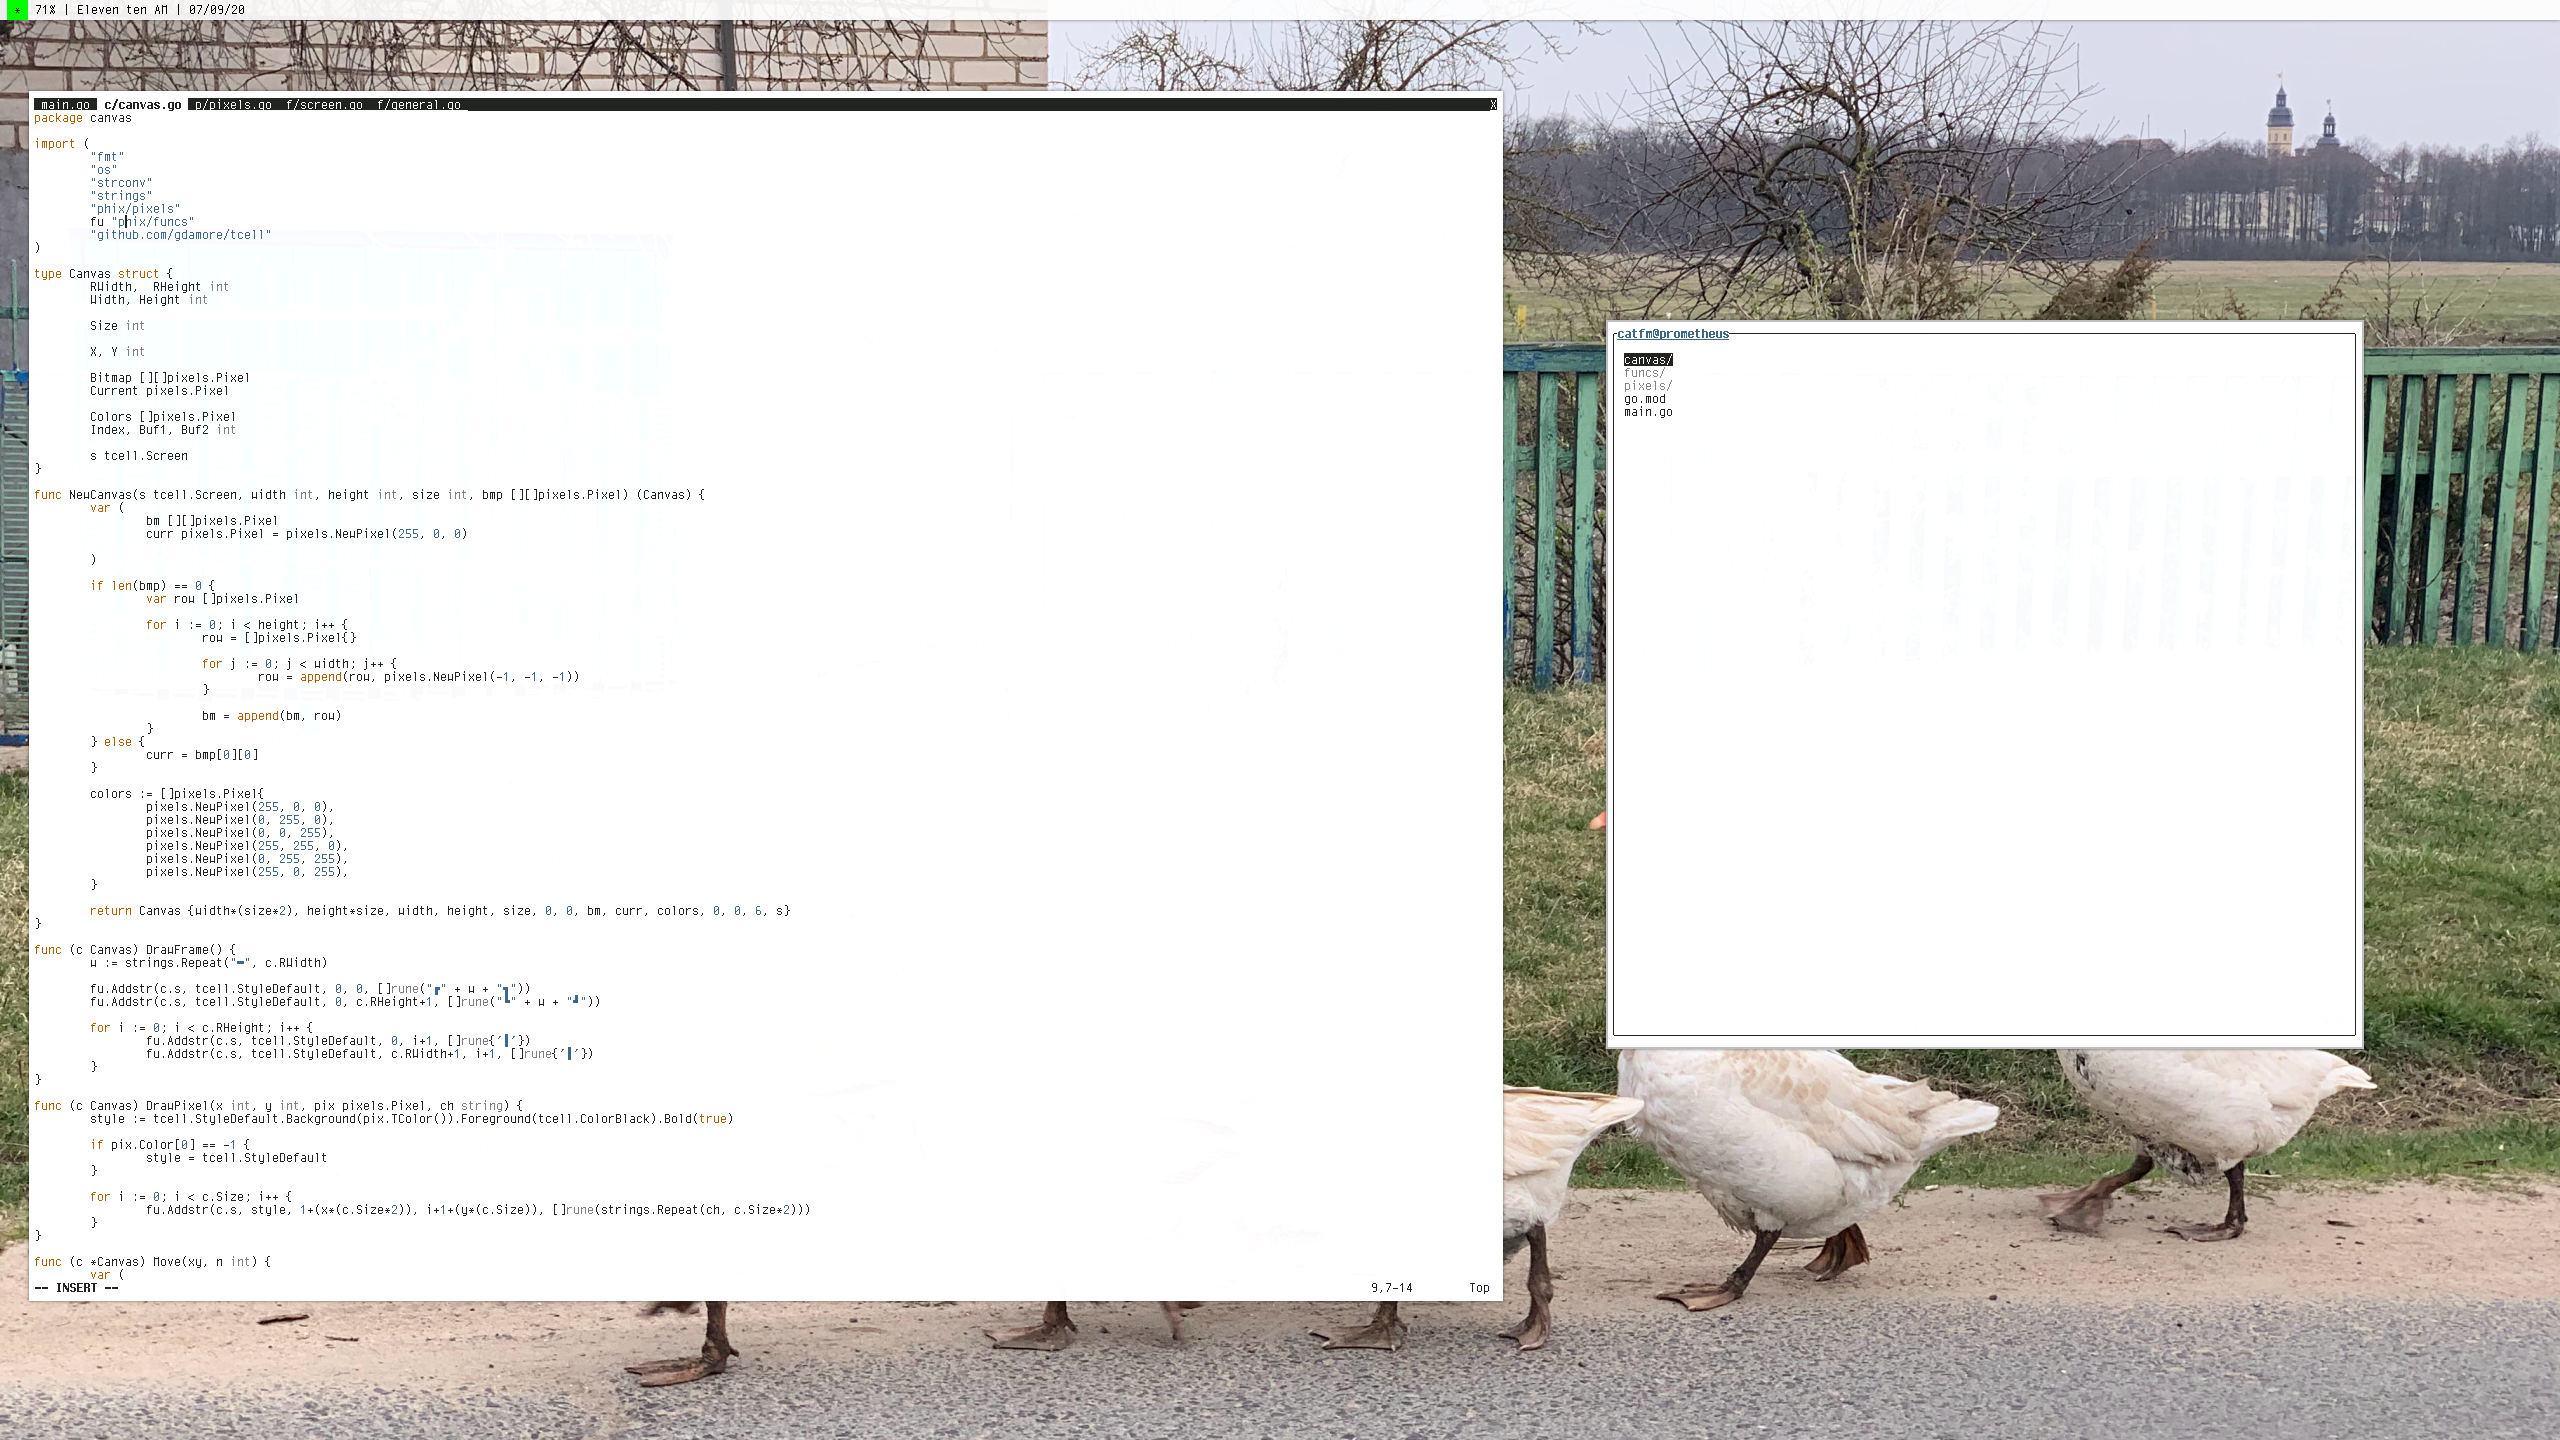 * 71% | Eleven ten AM | 07/09/20
main.go c/canvas.go p/pixels.go f/screen.go f/general.go X
package canvas
import (
"fmt"
"os"
"strconv"
"strings"
"phix/pixels"
fu "phix/funcs"
"github.com/gdamore/tcell"
)
type Canvas struct {
RWidth,  RHeight int
Width, Height int
Size int
X, Y int
Bitmap [][]pixels.Pixel
Current pixels.Pixel
Colors []pixels.Pixel
Index, Buf1, Buf2 int
s tcell.Screen
}
func NewCanvas(s tcell.Screen, width int, height int, size int, bmp [][]pixels.Pixel) (Canvas) {
var (
bm [][]pixels.Pixel
curr pixels.Pixel = pixels.NewPixel(255, 0, 0)
)
if len(bmp) == 0 {
var row []pixels.Pixel
for i := 0; i < height; i++ {
row = []pixels.Pixel{}
for j := 0; j < width; j++ {
row = append(row, pixels.NewPixel(-1, -1, -1))
}
bm = append(bm, row)
}
} else {
curr = bmp[0][0]
}
colors := []pixels.Pixel{
pixels.NewPixel(255, 0, 0),
pixels.NewPixel(0, 255, 0),
pixels.NewPixel(0, 0, 255),
pixels.NewPixel(255, 255, 0),
pixels.NewPixel(0, 255, 255),
pixels.NewPixel(255, 0, 255),
}
return Canvas {width*(size*2), height*size, width, height, size, 0, 0, bm, curr, colors, 0, 0, 6, s}
}
func (c Canvas) DrawFrame() {
w := strings.Repeat("━", c.RWidth)
fu.Addstr(c.s, tcell.StyleDefault, 0, 0, []rune("┏" + w + "┓"))
fu.Addstr(c.s, tcell.StyleDefault, 0, c.RHeight+1, []rune("┗" + w + "┛"))
for i := 0; i < c.RHeight; i++ {
fu.Addstr(c.s, tcell.StyleDefault, 0, i+1, []rune{'┃'})
fu.Addstr(c.s, tcell.StyleDefault, c.RWidth+1, i+1, []rune{'┃'})
}
}
func (c Canvas) DrawPixel(x int, y int, pix pixels.Pixel, ch string) {
style := tcell.StyleDefault.Background(pix.TColor()).Foreground(tcell.ColorBlack).Bold(true)
if pix.Color[0] == -1 {
style = tcell.StyleDefault
}
for i := 0; i < c.Size; i++ {
fu.Addstr(c.s, style, 1+(x*(c.Size*2)), i+1+(y*(c.Size)), []rune(strings.Repeat(ch, c.Size*2)))
}
}
func (c *Canvas) Move(xy, n int) {
var (
-- INSERT -- 9,7-14 Top
catfm@prometheus
canvas/
funcs/
pixels/
go.mod
main.go